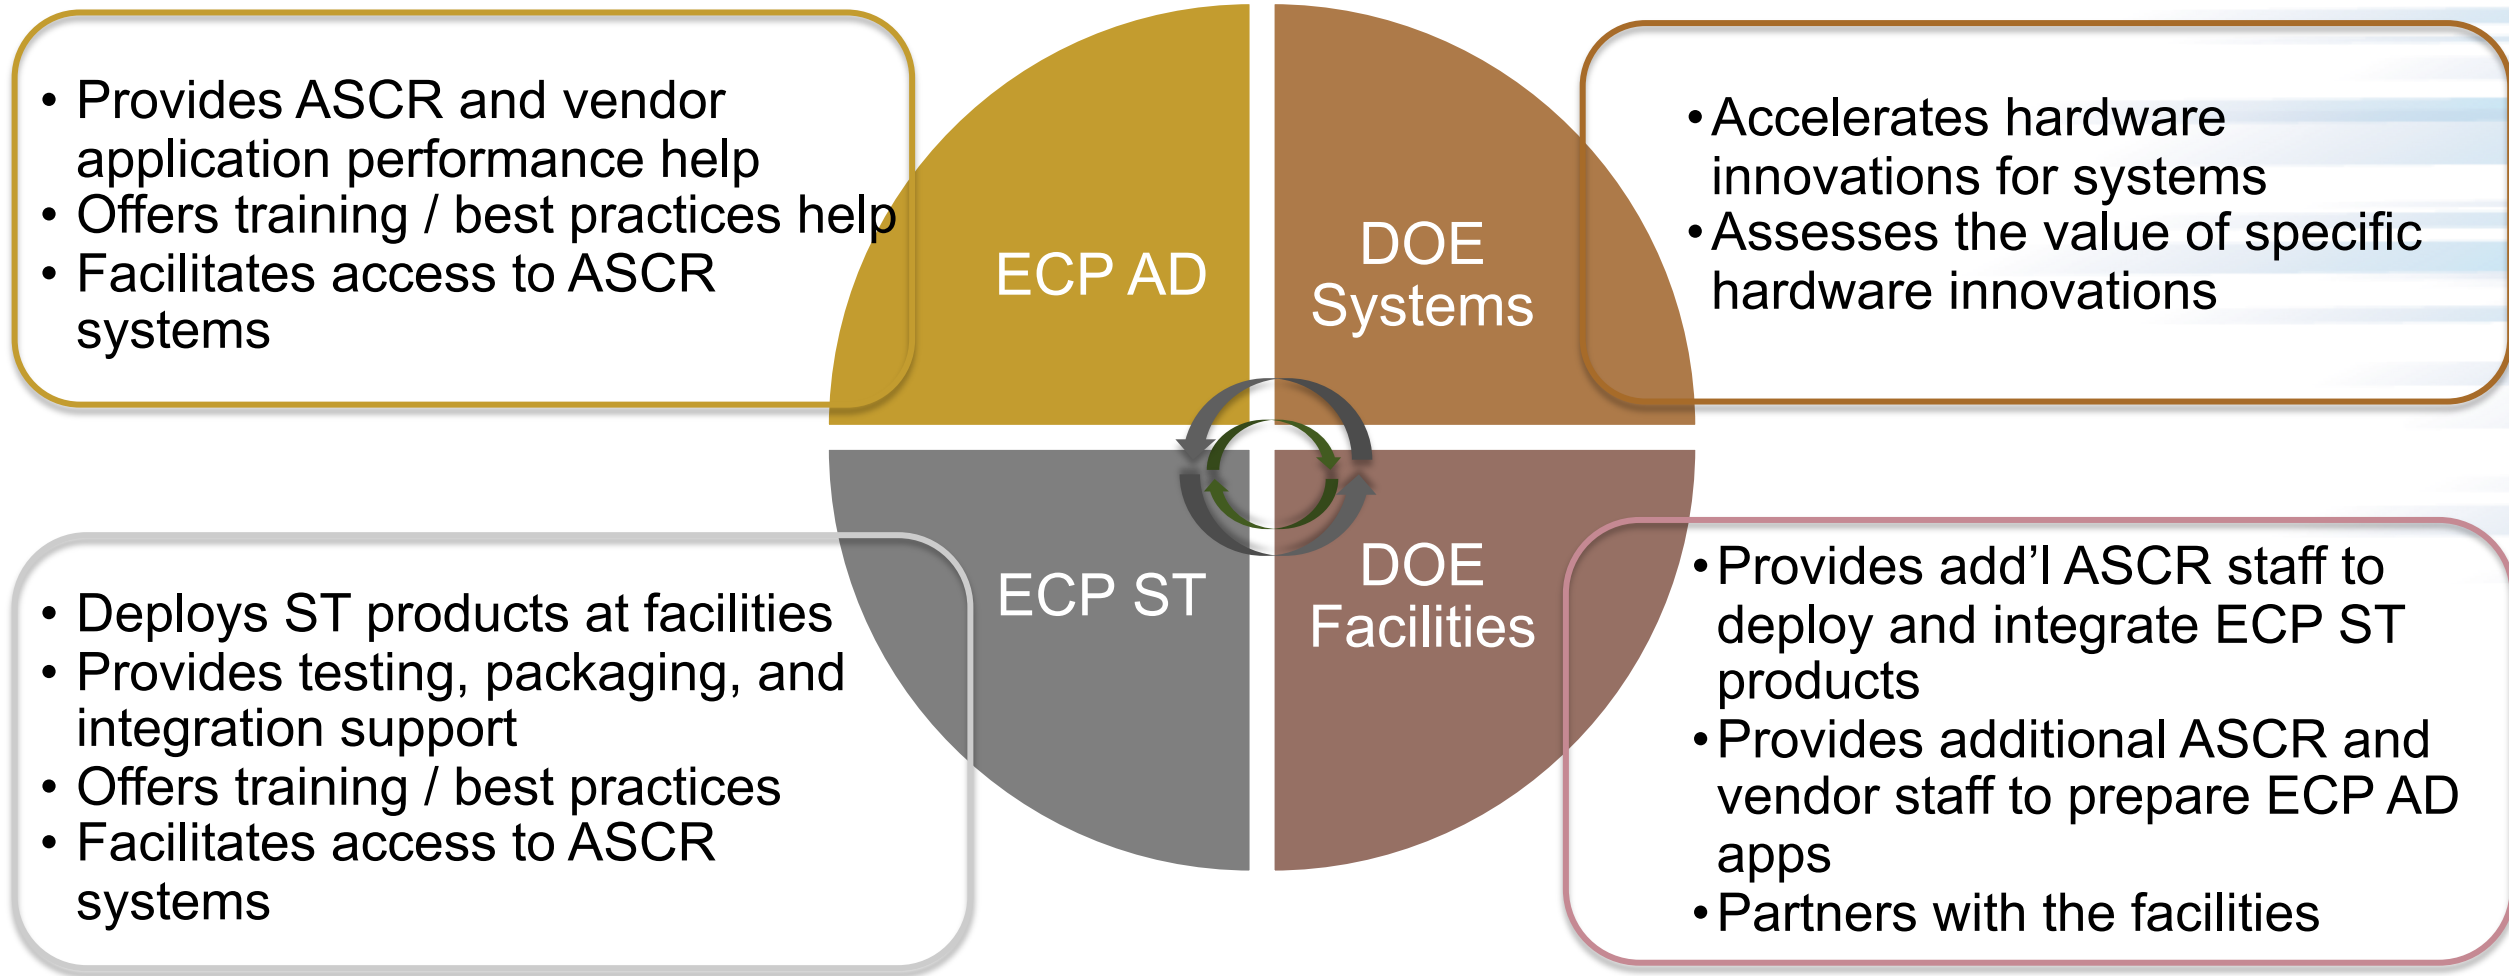 • Provides ASCR and vendor
application performance help
• Offers training / best practices help
• Facilitates access to ASCR
systems
ECP AD
DOE
Systems
• Accelerates hardware
innovations for systems
• Assesses the value of specific
hardware innovations
• Deploys ST products at facilities
• Provides testing, packaging, and
integration support
• Offers training / best practices
• Facilitates access to ASCR
systems
ECP ST
DOE
Facilities
• Provides add’l ASCR staff to
deploy and integrate ECP ST
products
• Provides additional ASCR and
vendor staff to prepare ECP AD
apps
• Partners with the facilities